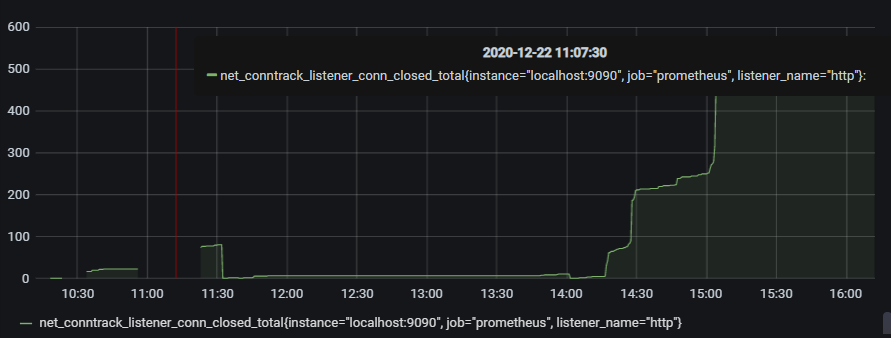 600
2020-12-22 11:07:30
500
net_conntrack_listener_conn_closed_total{instance="localhost:9090", job="prometheus", listener_name="http"}:
400
300
200
100
0
10:30 11:00 11:30 12:00 12:30 13:00 13:30 14:00 14:30 15:00 15:30 16:00
net_conntrack_listener_conn_closed_total{instance="localhost:9090", job="prometheus", listener_name="http"}